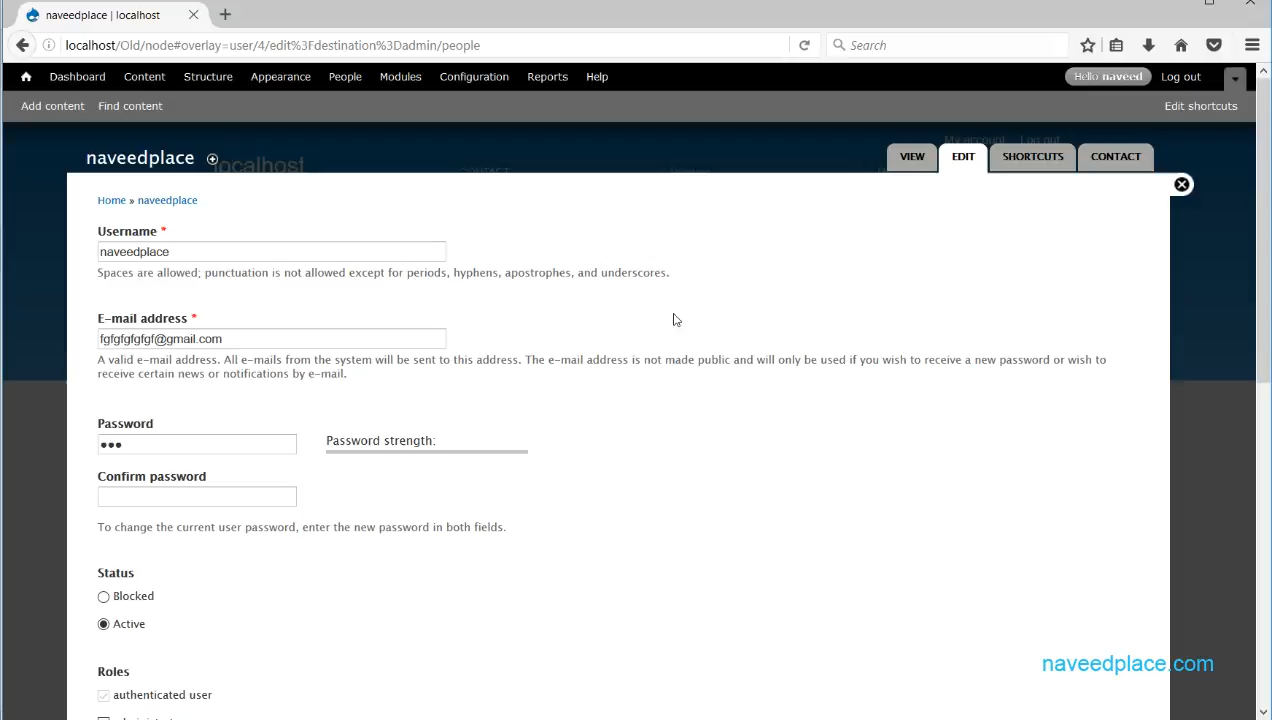 naveedplace | localhost
localhost/Old/node#overlay=user/4/edit%3Fdestination%3Dadmin/people
Search
Dashboard Content Structure Appearance People Modules Configuration Reports Help
Hello naveed Log out
Add content Find content
Edit shortcuts
My account Log out
naveedplace
localhost
VIEW EDIT SHORTCUTS CONTACT
Home » naveedplace
Username *
naveedplace
Spaces are allowed; punctuation is not allowed except for periods, hyphens, apostrophes, and underscores.
E-mail address *
fgfgfgfgfgf@gmail.com
A valid e-mail address. All e-mails from the system will be sent to this address. The e-mail address is not made public and will only be used if you wish to receive a new password or wish to
receive certain news or notifications by e-mail.
Password
Password strength:
Confirm password
To change the current user password, enter the new password in both fields.
Status
Blocked
Active
Roles
authenticated user
naveedplace.com